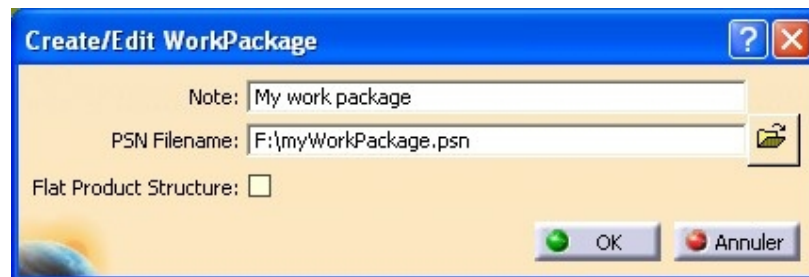 Create/Edit WorkPackage
Note: My work package
PSN Filename: F:\myWorkPackage.psn
Flat Product Structure:
OK Annuler